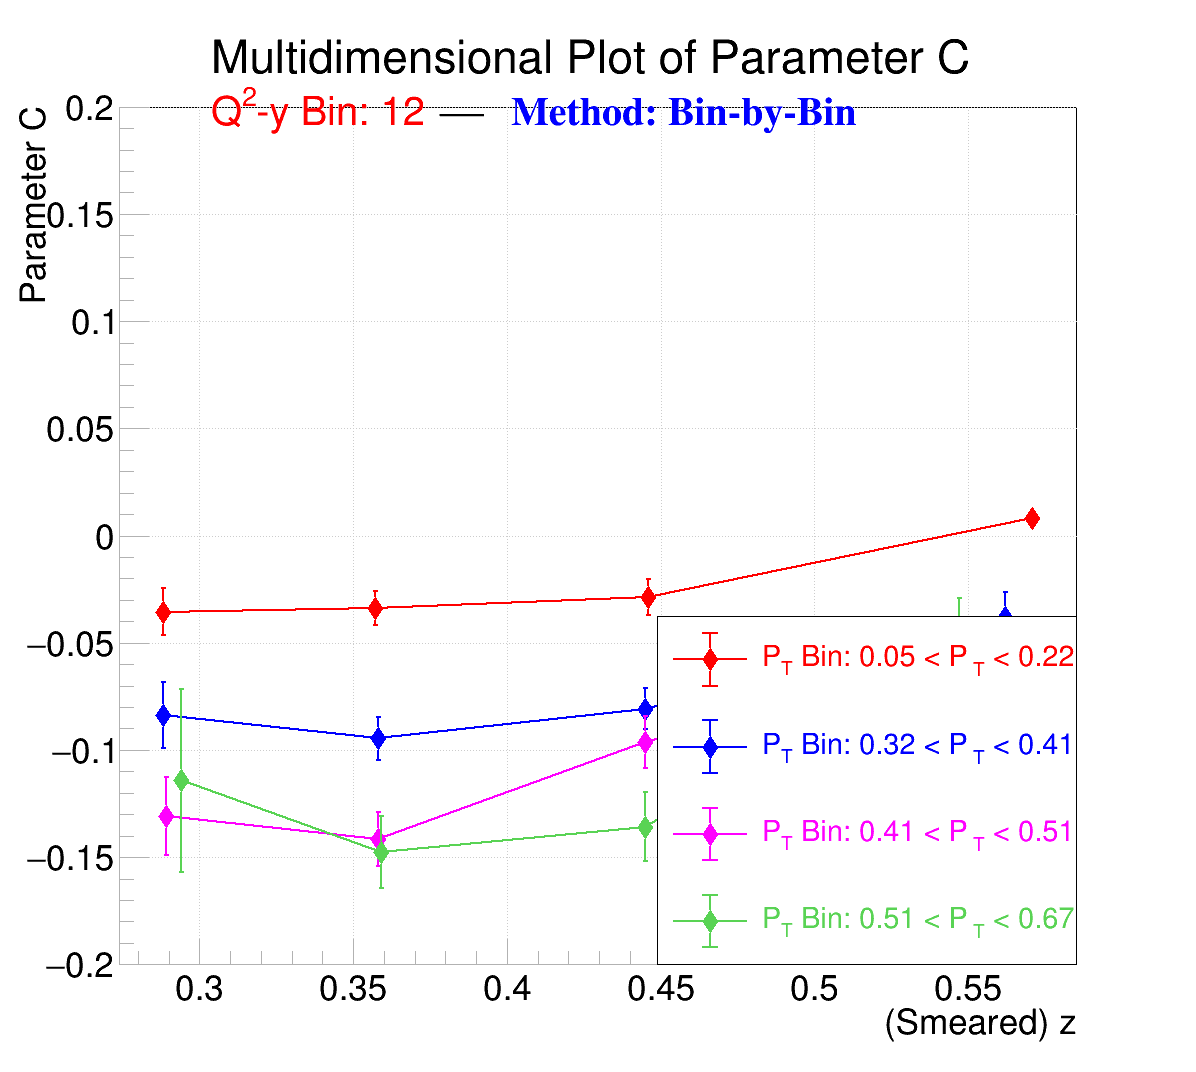 Multidimensional Plot of Parameter C
Q2-y Bin: 12 — Method: Bin-by-Bin
Parameter C
0.2
0.15
0.1
0.05
0
−0.05
−0.1
−0.15
−0.2
PT Bin: 0.05 < PT < 0.22
PT Bin: 0.32 < PT < 0.41
PT Bin: 0.41 < PT < 0.51
PT Bin: 0.51 < PT < 0.67
0.3 0.35 0.4 0.45 0.5 0.55
(Smeared) z